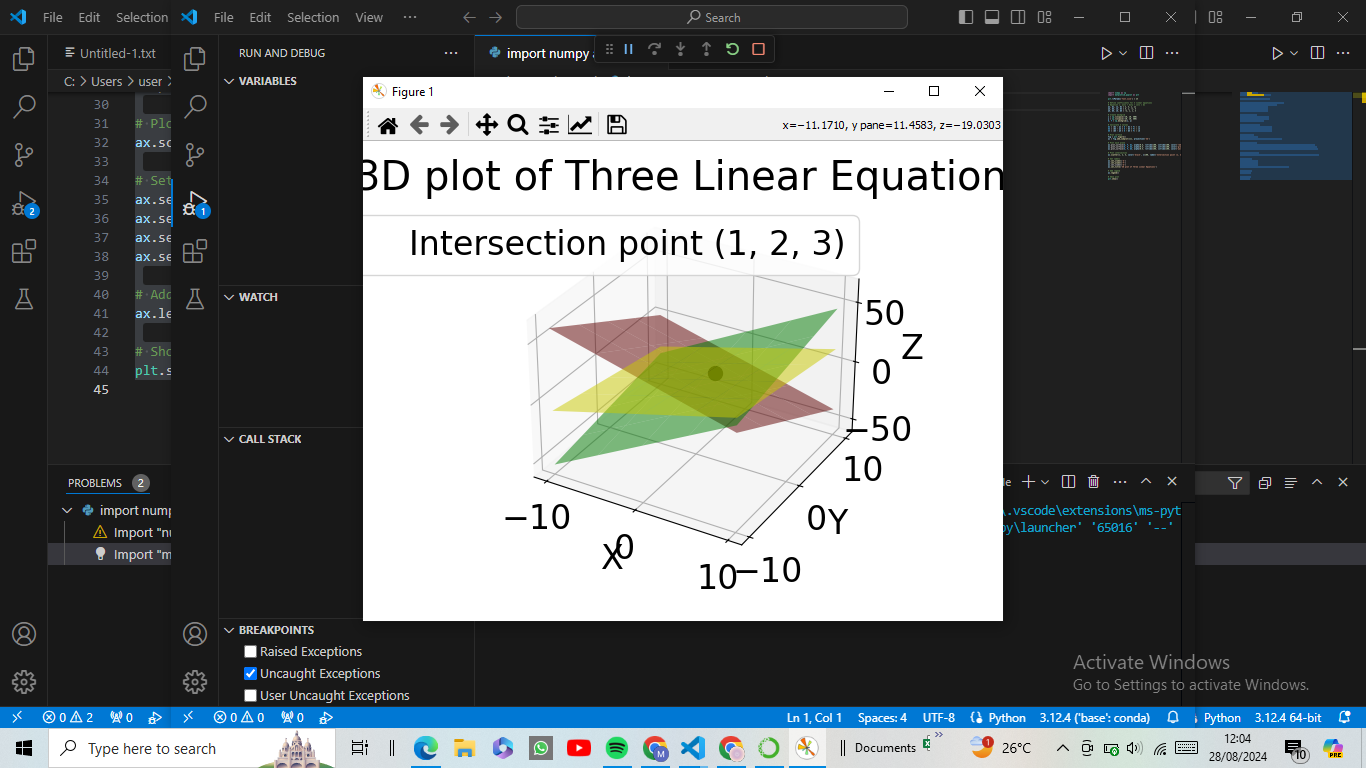 File Edit Selection
File Edit Selection View ··· Search
Untitled-1.txt
RUN AND DEBUG ···
import numpy
C: > Users > user >
VARIABLES
30
31 # Plo
32 ax.sc
33
34 # Set
35 ax.se
36 ax.se
37 ax.se
38 ax.se
39
40 # Add
41 ax.le
42
43 # Sho
44 plt.s
45
WATCH
CALL STACK
BREAKPOINTS
Raised Exceptions
Uncaught Exceptions
User Uncaught Exceptions
PROBLEMS 2
import nump
Import "nu
Import "m
2
1
Figure 1
x=−11.1710, y pane=11.4583, z=−19.0303
3D plot of Three Linear Equation
Intersection point (1, 2, 3)
50
Z
0
−50
10
0
Y
−10
−10
0
X
10
\.vscode\extensions\ms-pyt
py\launcher' '65016' '--'
Activate Windows
Go to Settings to activate Windows.
0 2 0
0 0 0
Ln 1, Col 1 Spaces: 4 UTF-8 Python 3.12.4 ('base': conda)
Python 3.12.4 64-bit
Type here to search
Documents
26°C
1
12:04
28/08/2024
10
PRE